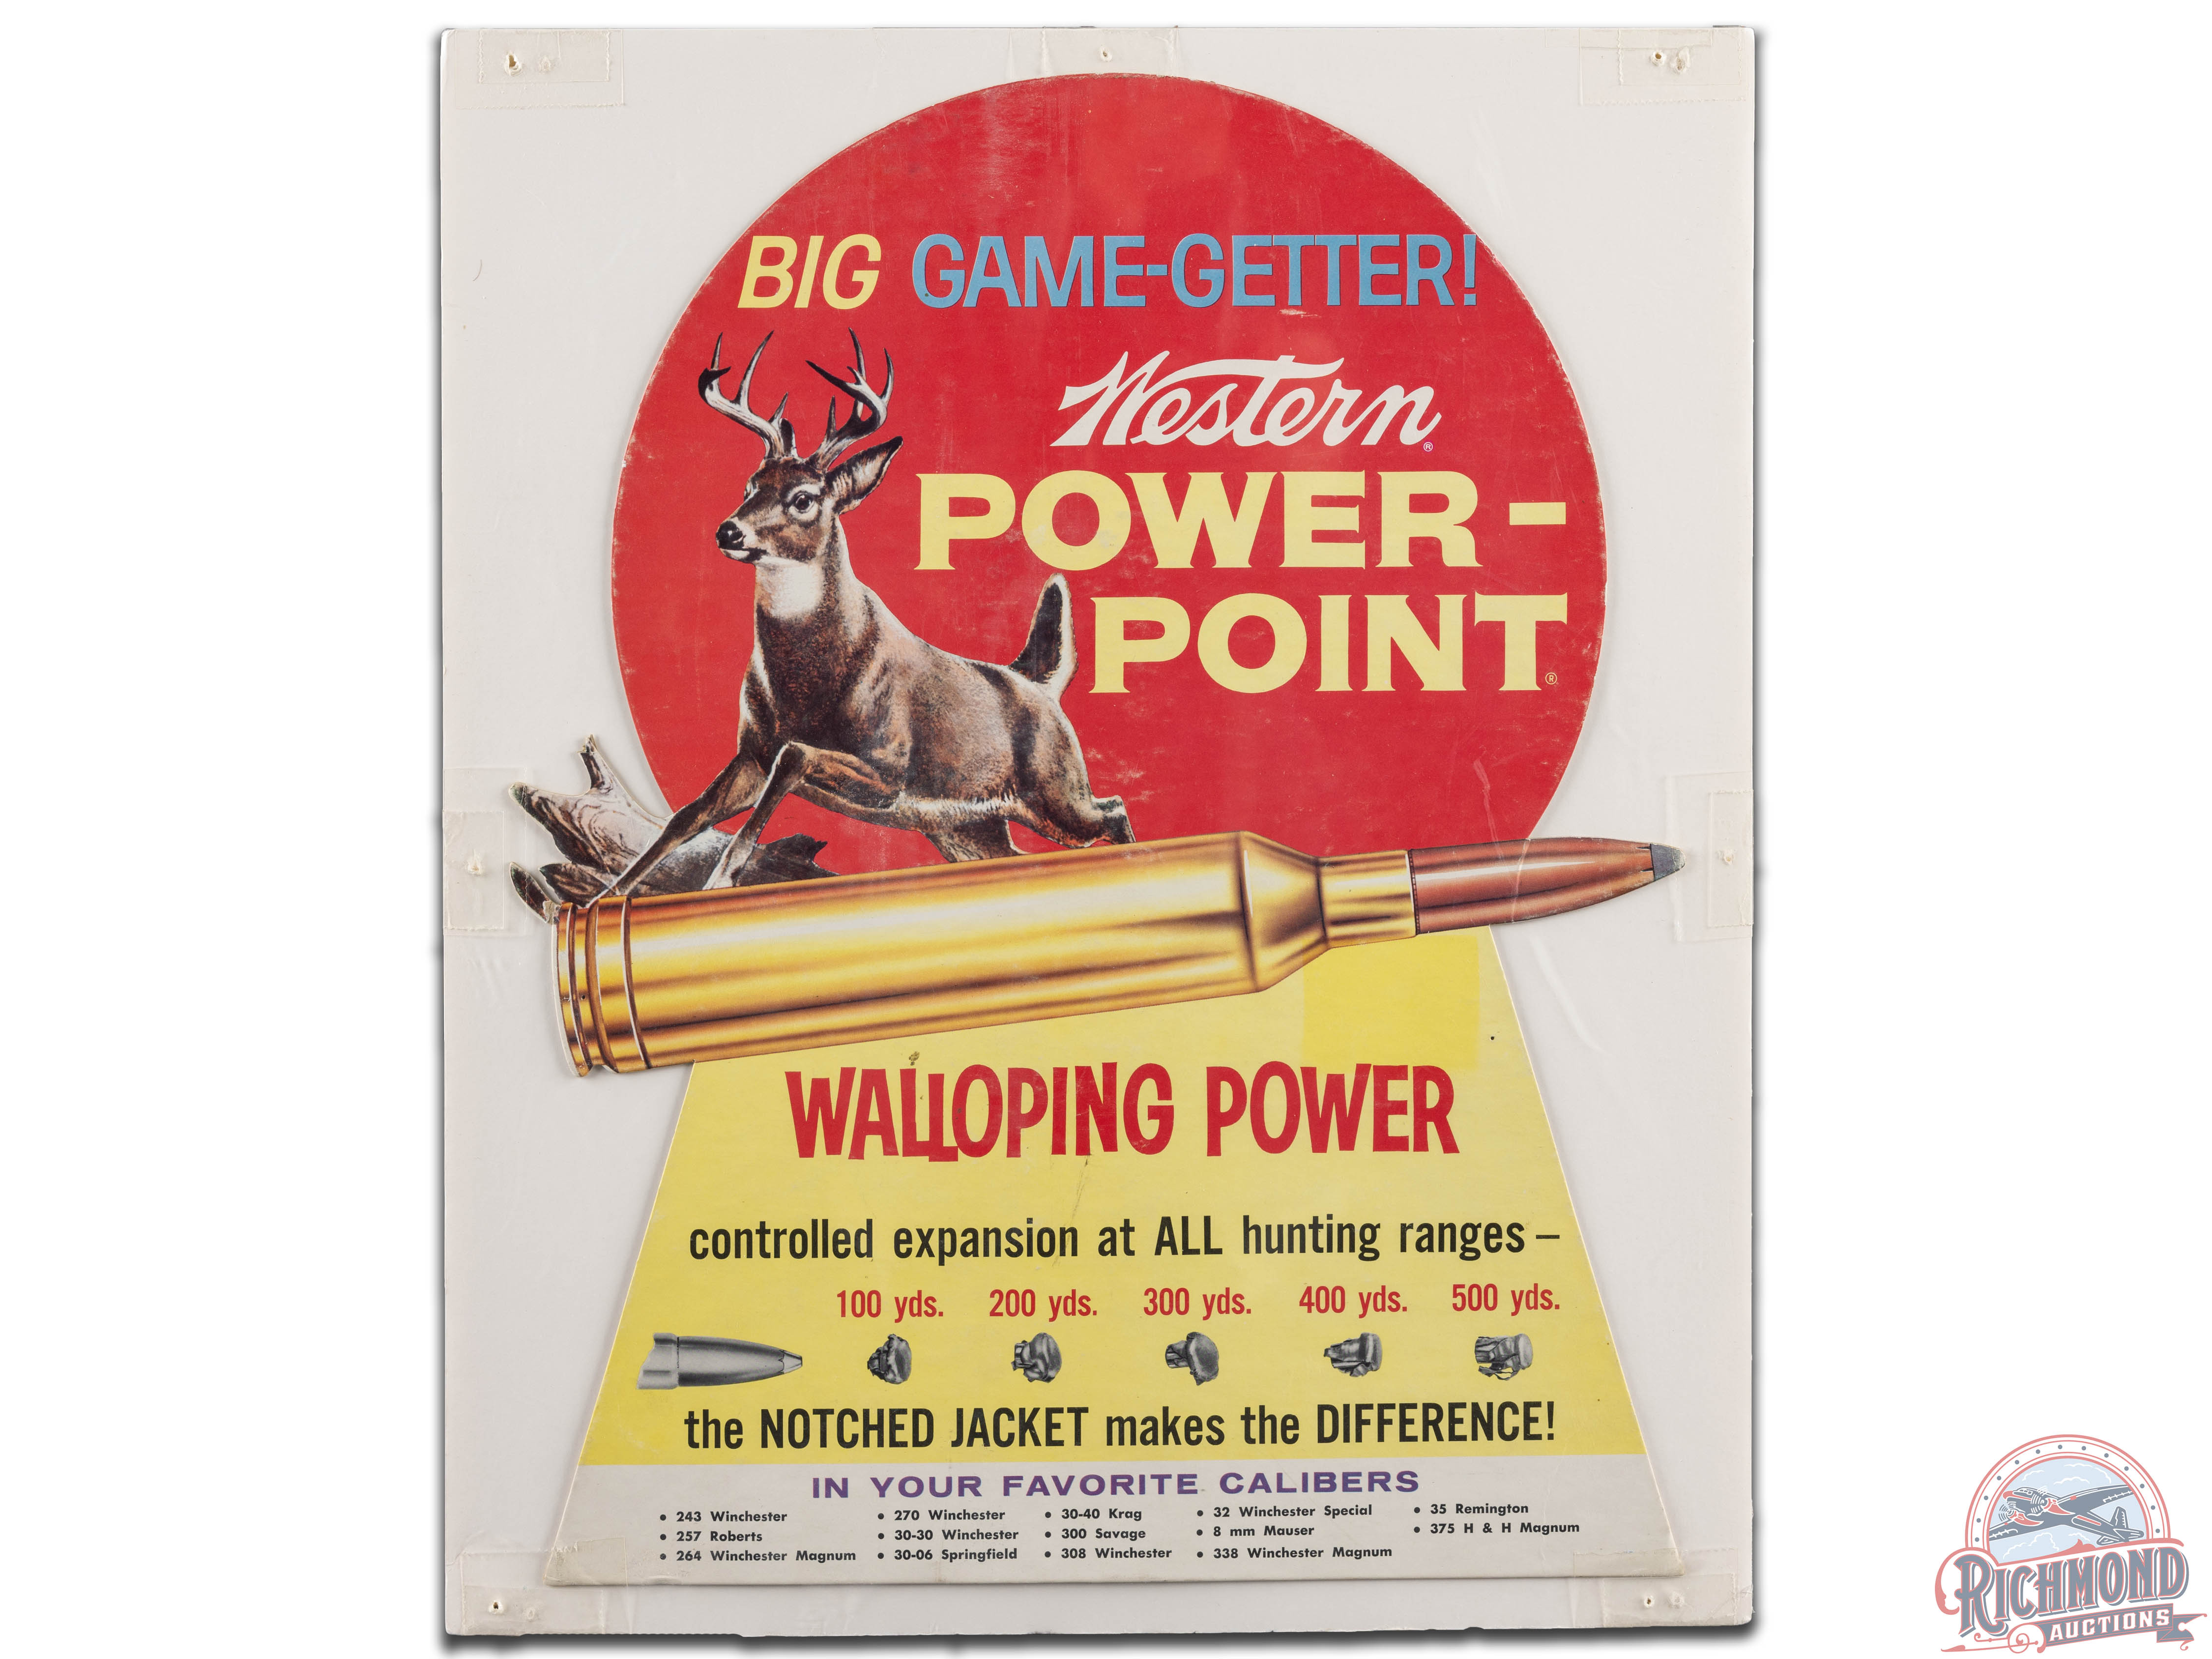 BIG GAME-GETTER!
Western®
POWER-
POINT®
WALLOPING POWER
controlled expansion at ALL hunting ranges –
100 yds. 200 yds. 300 yds. 400 yds. 500 yds.
the NOTCHED JACKET makes the DIFFERENCE!
IN YOUR FAVORITE CALIBERS
• 243 Winchester
• 257 Roberts
• 264 Winchester Magnum
• 270 Winchester
• 30-30 Winchester
• 30-06 Springfield
• 30-40 Krag
• 300 Savage
• 308 Winchester
• 32 Winchester Special
• 8 mm Mauser
• 338 Winchester Magnum
• 35 Remington
• 375 H & H Magnum
RICHMOND
AUCTIONS